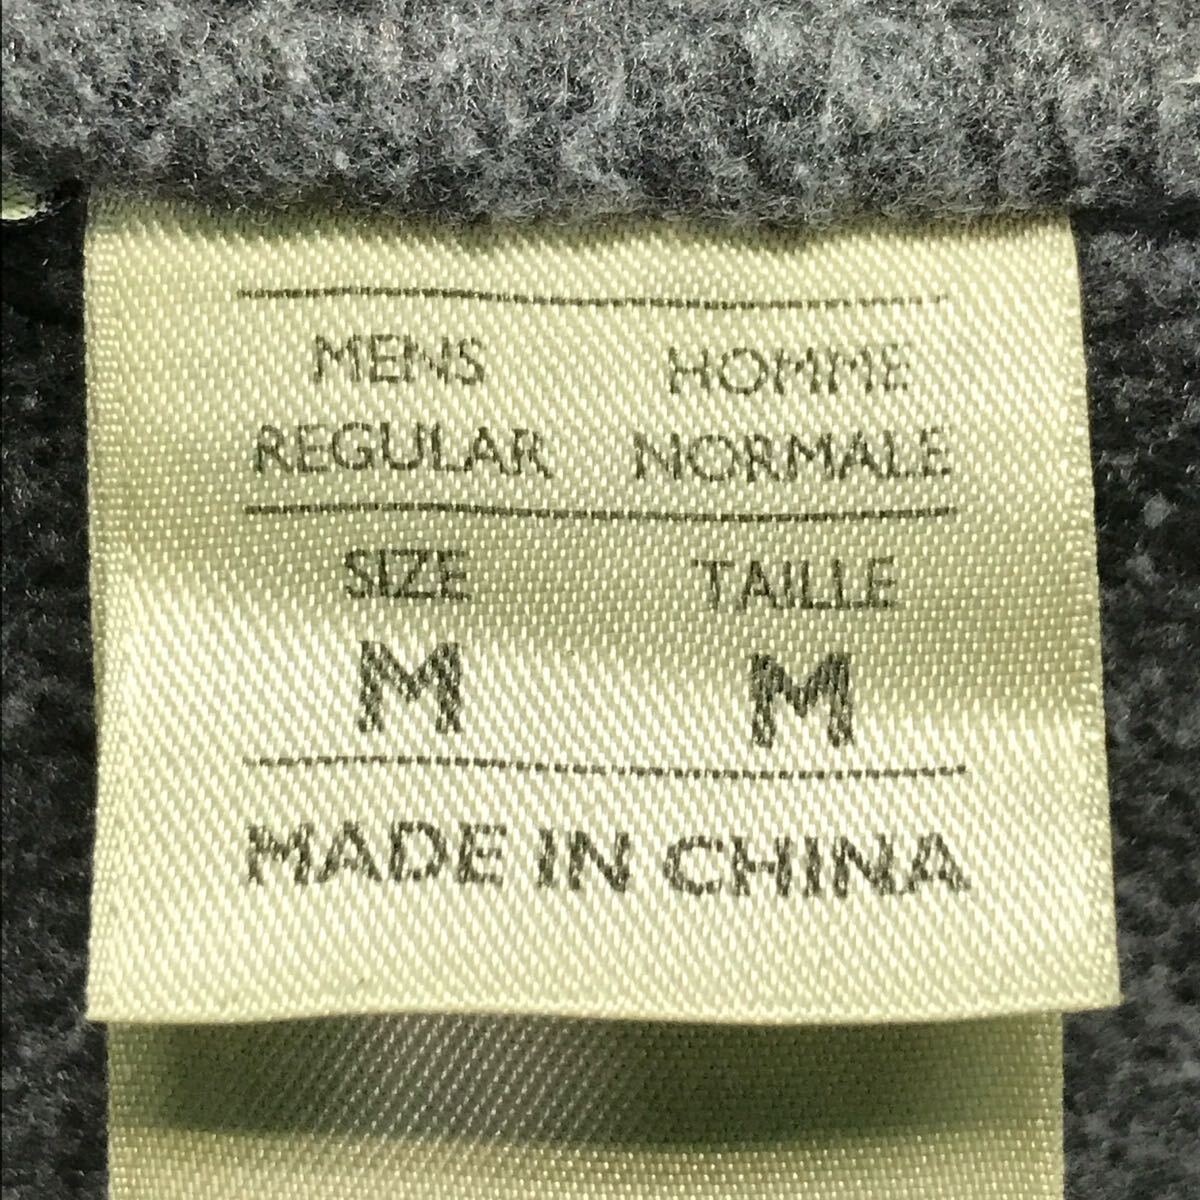 MENS HOMME
REGULAR NORMALE
SIZE TAILLE
M M
MADE IN CHINA